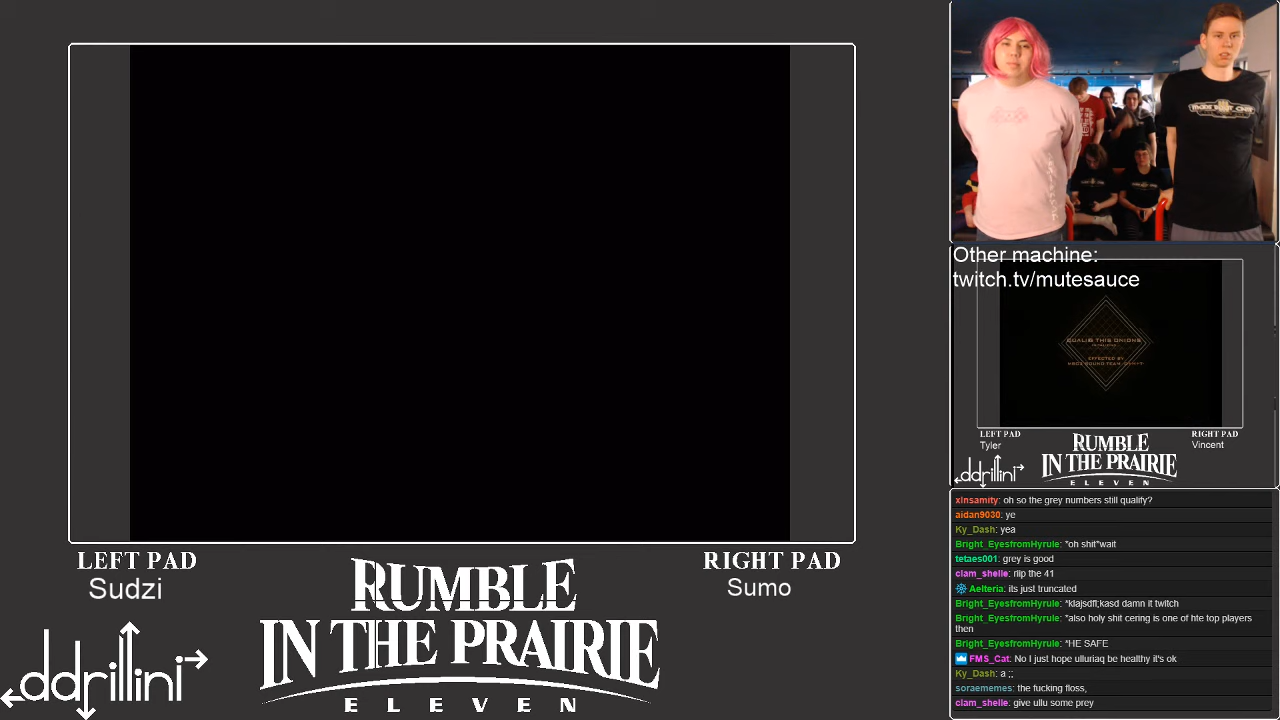 LEFT PAD
Sudzi
RUMBLE
IN THE PRAIRIE
ELEVEN
RIGHT PAD
Sumo
ddrillini
Other machine:
twitch.tv/mutesauce
LEFT PAD
Tyler
RUMBLE
IN THE PRAIRIE
ELEVEN
RIGHT PAD
Vincent
ddrillini
xInsamity: oh so the grey numbers still qualify?
aidan9030: ye
Ky_Dash: yea
Bright_EyesfromHyrule: *oh shit*wait
tetaes001: grey is good
clam_shelle: riip the 41
Aelteria: its just truncated
Bright_EyesfromHyrule: *klajsdfl;kasd damn it twitch
Bright_EyesfromHyrule: *also holy shit cering is one of hte top players
then
Bright_EyesfromHyrule: *HE SAFE
FMS_Cat: No I just hope ulluriaq be healthy it's ok
Ky_Dash: a ;;
soraememes: the fucking floss,
clam_shelle: give ullu some prey